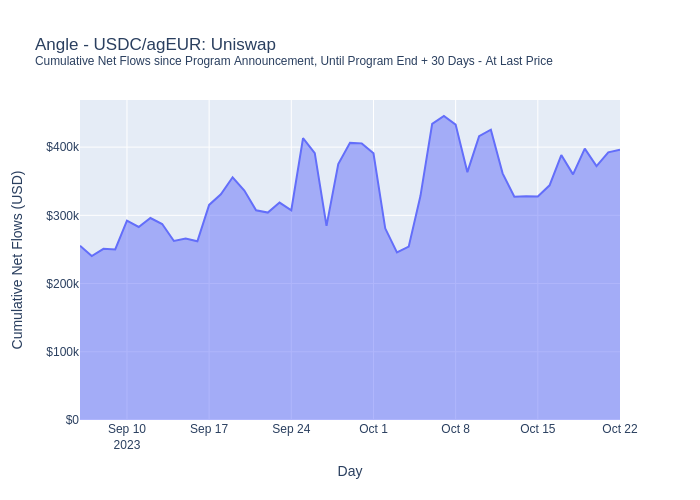 Angle - USDC/agEUR: Uniswap
Cumulative Net Flows since Program Announcement, Until Program End + 30 Days - At Last Price
Cumulative Net Flows (USD)
$400k
$300k
$200k
$100k
$0
Sep 10
2023
Sep 17
Sep 24
Oct 1
Oct 8
Oct 15
Oct 22
Day